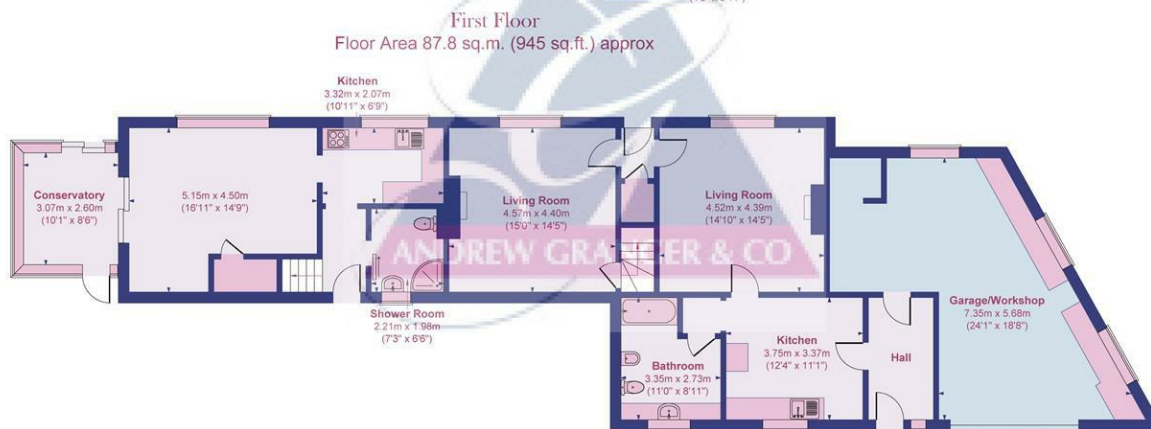 First Floor
Floor Area 87.8 sq.m. (945 sq.ft.) approx
Kitchen
3.32m x 2.07m
(10'11" x 6'9")
Conservatory
3.07m x 2.60m
(10'1" x 8'6")
5.15m x 4.50m
(16'11" x 14'9")
Living Room
4.57m x 4.40m
(15'0" x 14'5")
Living Room
4.52m x 4.39m
(14'10" x 14'5")
ANDREW GRANGER & CO
Shower Room
2.21m x 1.98m
(7'3" x 6'6")
Garage/Workshop
7.35m x 5.68m
(24'1" x 18'8")
Bathroom
3.35m x 2.73m
(11'0" x 8'11")
Kitchen
3.75m x 3.37m
(12'4" x 11'1")
Hall